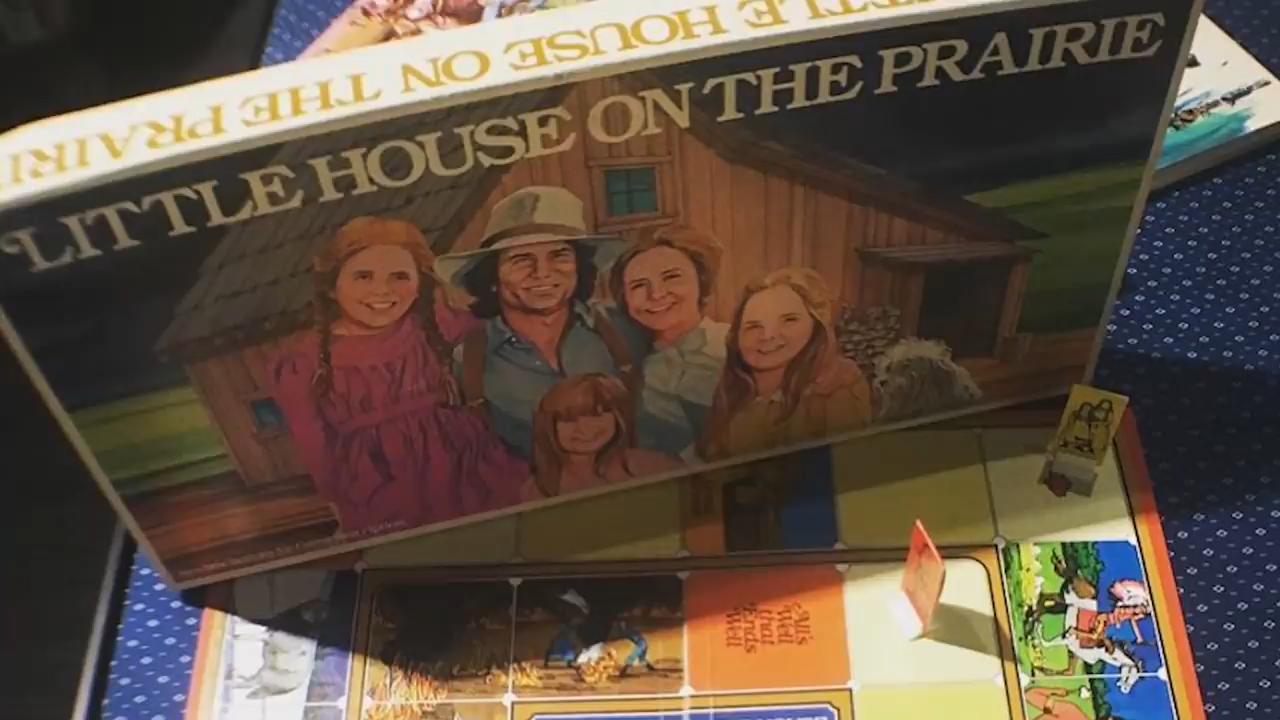 LITTLE HOUSE ON THE PRAIRIE
LITTLE HOUSE ON THE PRAIRIE
All's
Well
that
Ends
Well